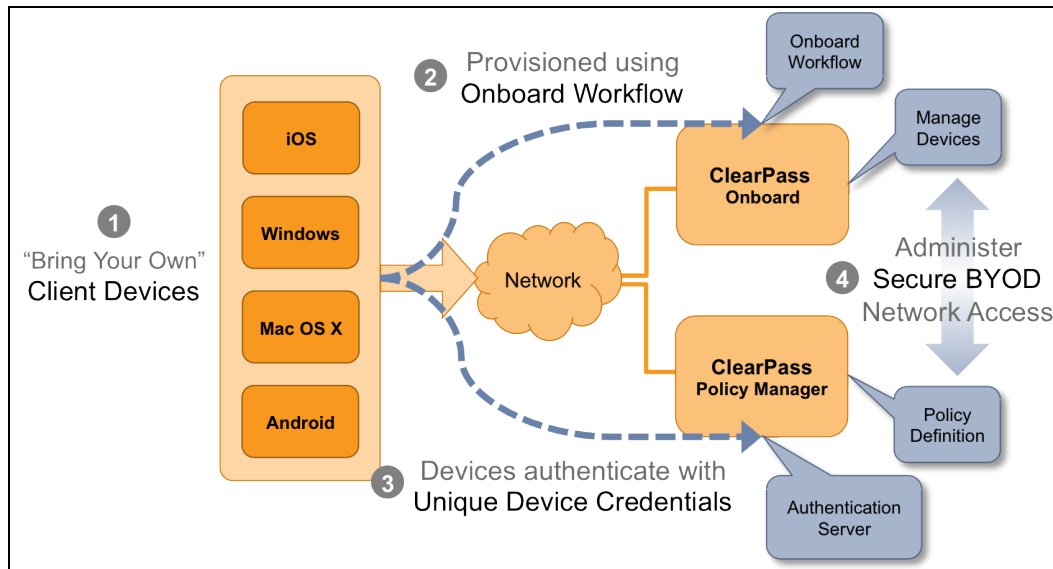 1
“Bring Your Own”
Client Devices
iOS
Windows
Mac OS X
Android
2
Provisioned using
Onboard Workflow
Network
3
Devices authenticate with
Unique Device Credentials
Onboard
Workflow
ClearPass
Onboard
Manage
Devices
4
Administer
Secure BYOD
Network Access
ClearPass
Policy Manager
Policy
Definition
Authentication
Server